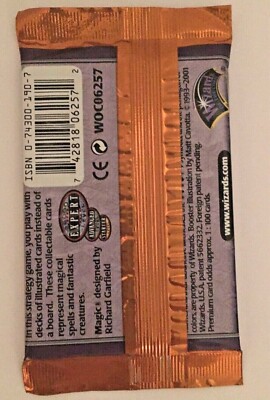 ISBN 0-74300-190-7
7 42818 06257 2
CE WOC06257
In this strategy game, you play with
decks of illustrated cards instead of
a board. These collectable cards
represent magical
spells and fantastic
creatures.
EXPERT
ADVANCED
Magic® designed by
Richard Garfield
Wizards
www.wizards.com
colors, are property of Wizards. Booster Illustration by Matt Cavotta. ©1993–2001
Wizards. U.S.A. patent 5662332. Foreign patent pending.
Premium card odds approx. 1 : 100 cards.